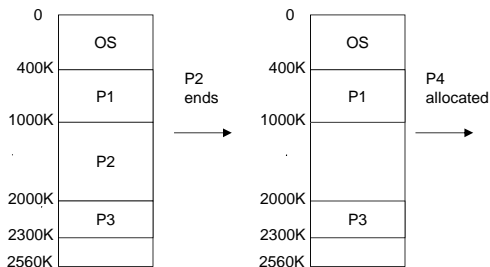 0
OS
400K
P1
1000K
P2
2000K
P3
2300K
2560K
P2
ends
0
OS
400K
P1
1000K
2000K
P3
2300K
2560K
P4
allocated